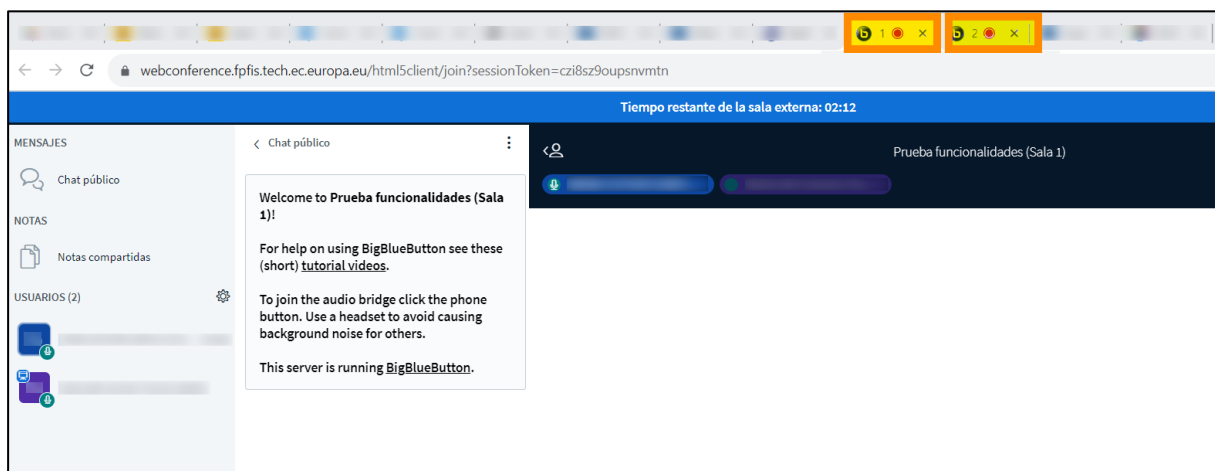 1
2
webconference.fpfis.tech.ec.europa.eu/html5client/join?sessionToken=czi8sz9oupsnvmtn
Tiempo restante de la sala externa: 02:12
MENSAJES
Chat público
NOTAS
Notas compartidas
USUARIOS (2)
Chat público
Welcome to Prueba funcionalidades (Sala
1)!
For help on using BigBlueButton see these
(short) tutorial videos.
To join the audio bridge click the phone
button. Use a headset to avoid causing
background noise for others.
This server is running BigBlueButton.
Prueba funcionalidades (Sala 1)